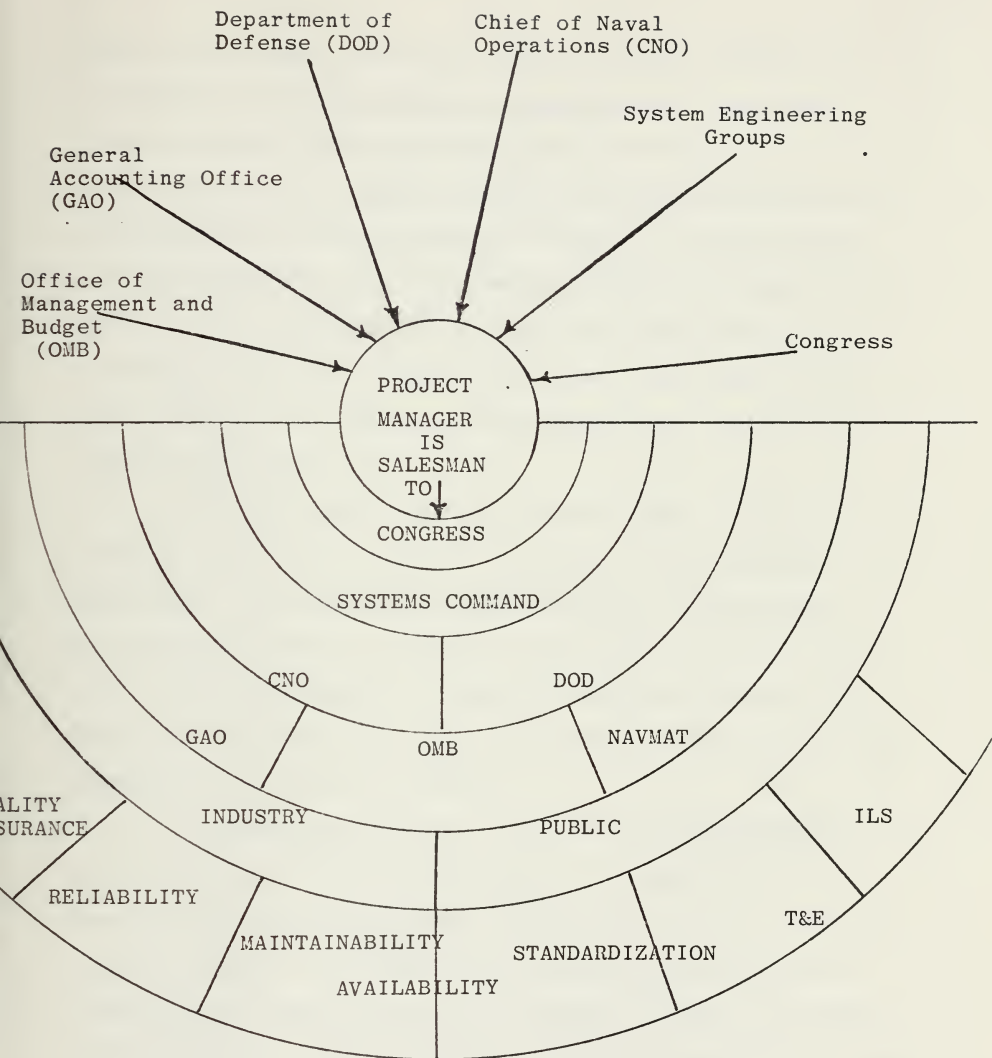 Department of
Defense (DOD)
Chief of Naval
Operations (CNO)
System Engineering
Groups
General
Accounting Office
(GAO)
Office of
Management and
Budget
(OMB)
Congress
PROJECT
MANAGER
IS
SALESMAN
TO
CONGRESS
SYSTEMS COMMAND
CNO
DOD
GAO
OMB
NAVMAT
INDUSTRY
PUBLIC
ALITY
SURANCE
RELIABILITY
MAINTAINABILITY
AVAILABILITY
STANDARDIZATION
T&E
ILS